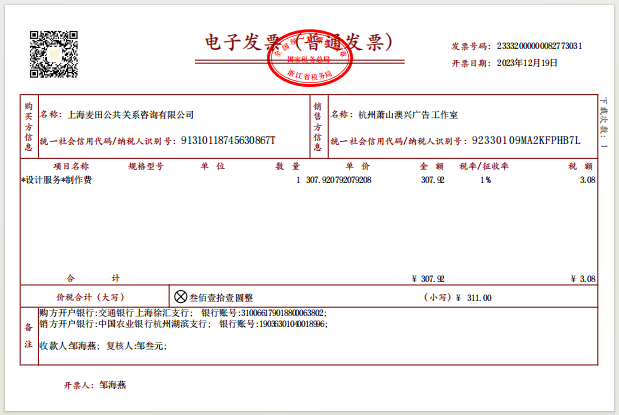 电子发票（普通发票）
全国统一发票监制章
国家税务总局
浙江省税务局
发票号码：23332000000082773031
开票日期：2023年12月19日
购买方信息
名称：上海麦田公共关系咨询有限公司
统一社会信用代码/纳税人识别号：91310118745630867T
销售方信息
名称：杭州萧山澳兴广告工作室
统一社会信用代码/纳税人识别号：92330109MA2KFPHB7L
下载次数：1
项目名称 规格型号 单位 数量 单价 金额 税率/征收率 税额
*设计服务*制作费 1 307.920792079208 307.92 1% 3.08
合计 ¥307.92 ¥3.08
价税合计（大写） ⊗叁佰壹拾壹圆整 （小写）¥ 311.00
备注
购方开户银行:交通银行上海徐汇支行; 银行账号:310066179018800063802;
销方开户银行:中国农业银行杭州湖滨支行; 银行账号:19036301040018996;
收款人:邹海燕; 复核人:邹叁元;
开票人：邹海燕